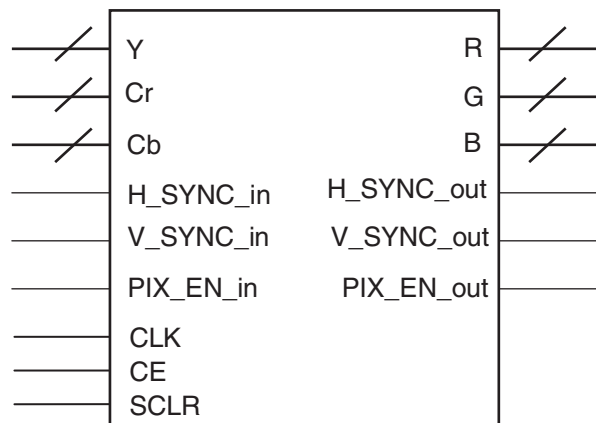 Y R
Cr G
Cb B
H_SYNC_in H_SYNC_out
V_SYNC_in V_SYNC_out
PIX_EN_in PIX_EN_out
CLK
CE
SCLR